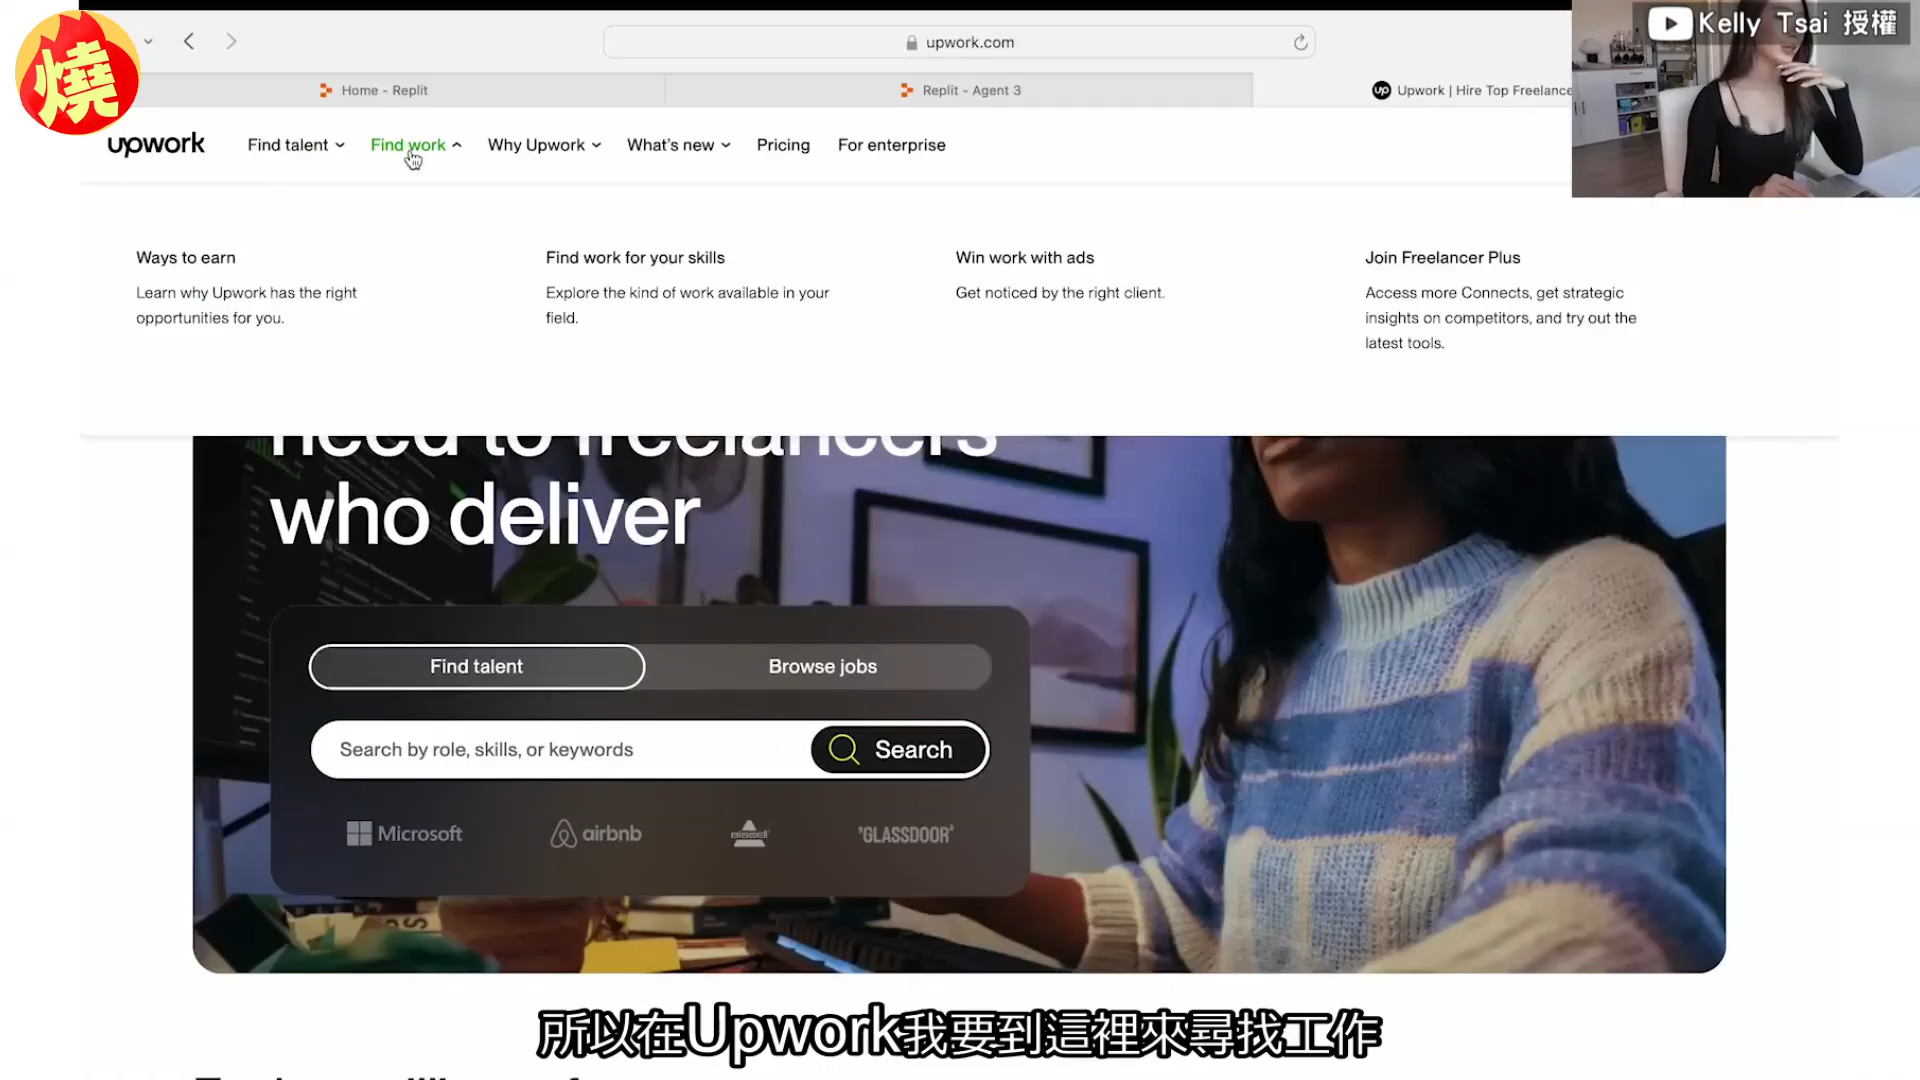 燒
Kelly Tsai 授權
upwork.com
Home - Replit
Replit - Agent 3
Upwork | Hire Top Freelance
upwork
Find talent
Find work
Why Upwork
What's new
Pricing
For enterprise
Ways to earn
Learn why Upwork has the right
opportunities for you.
Find work for your skills
Explore the kind of work available in your
field.
Win work with ads
Get noticed by the right client.
Join Freelancer Plus
Access more Connects, get strategic
insights on competitors, and try out the
latest tools.
need to freelancers
who deliver
Find talent
Browse jobs
Search by role, skills, or keywords
Search
Microsoft
airbnb
GLASSDOOR
所以在Upwork我要到這裡來尋找工作